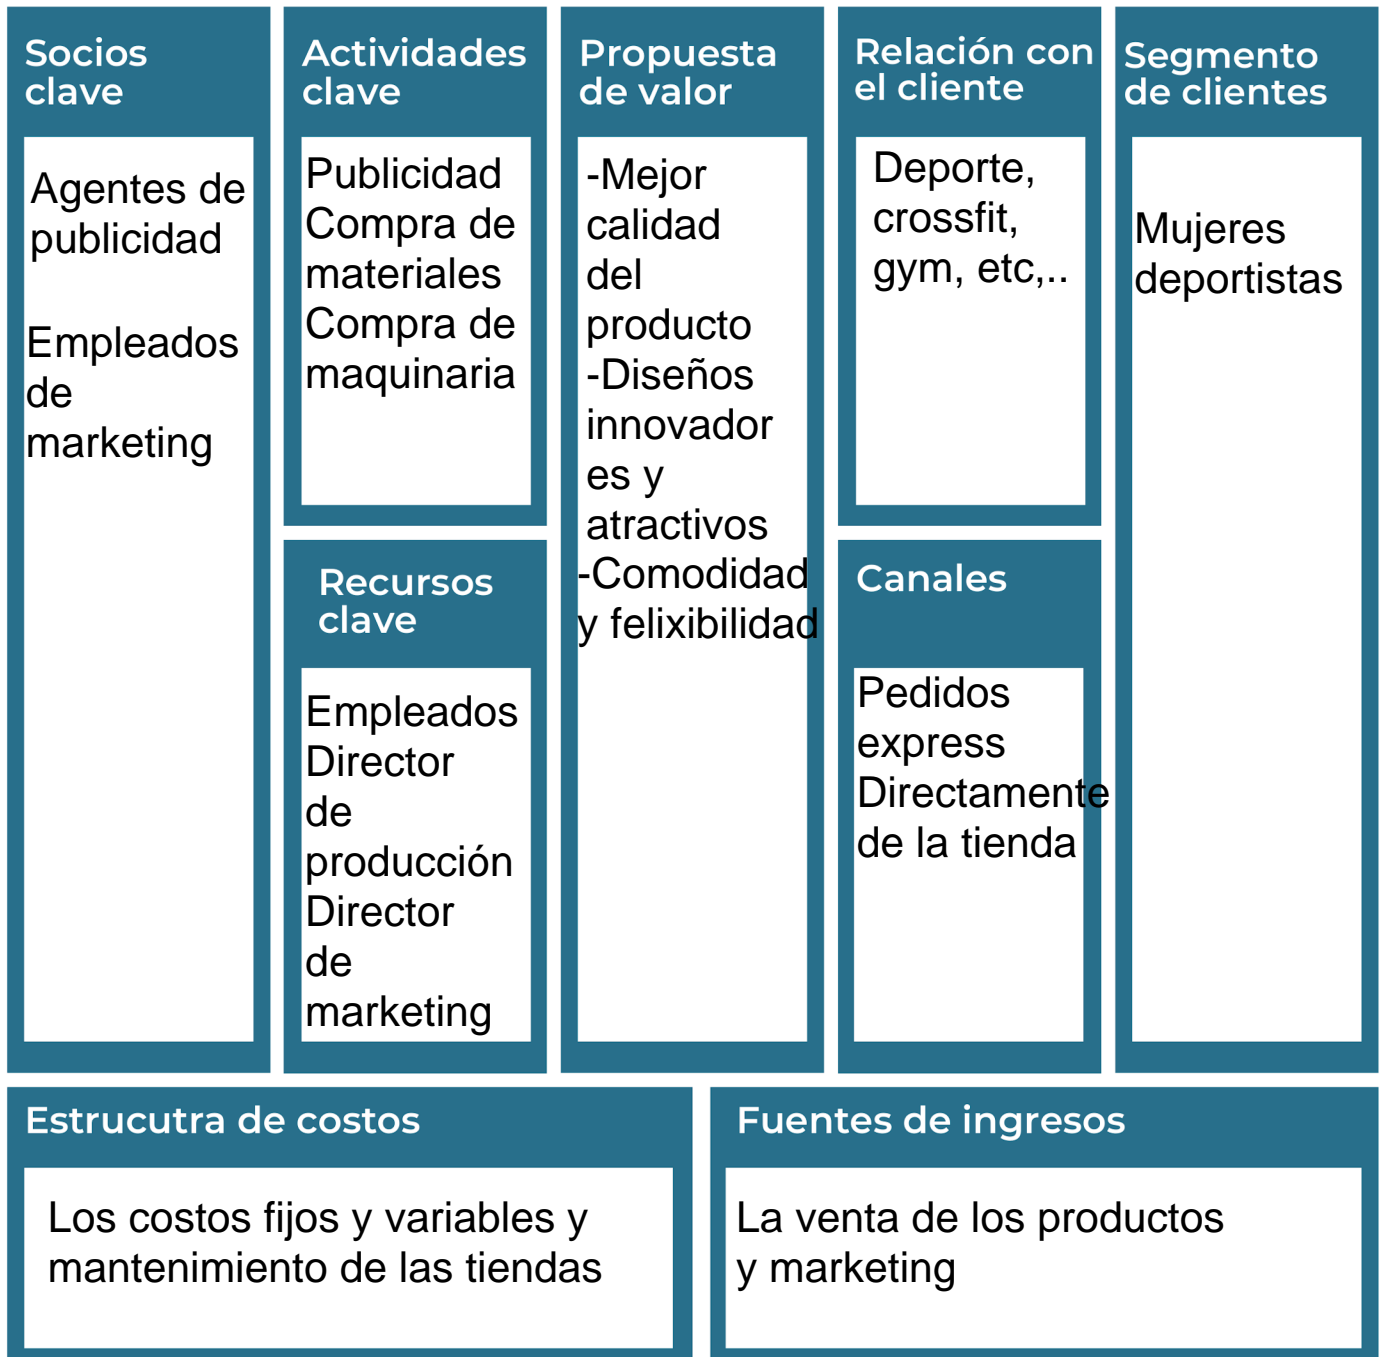 Socios
clave
Agentes de
publicidad
Empleados
de
marketing
Actividades
clave
Publicidad
Compra de
materiales
Compra de
maquinaria
Recursos
clave
Empleados
Director
de
producción
Director
de
marketing
Propuesta
de valor
-Mejor
calidad
del
producto
-Diseños
innovador
es y
atractivos
-Comodidad
y felixibilidad
Relación con
el cliente
Deporte,
crossfit,
gym, etc,..
Canales
Pedidos
express
Directamente
de la tienda
Segmento
de clientes
Mujeres
deportistas
Estrucutra de costos
Los costos fijos y variables y
mantenimiento de las tiendas
Fuentes de ingresos
La venta de los productos
y marketing